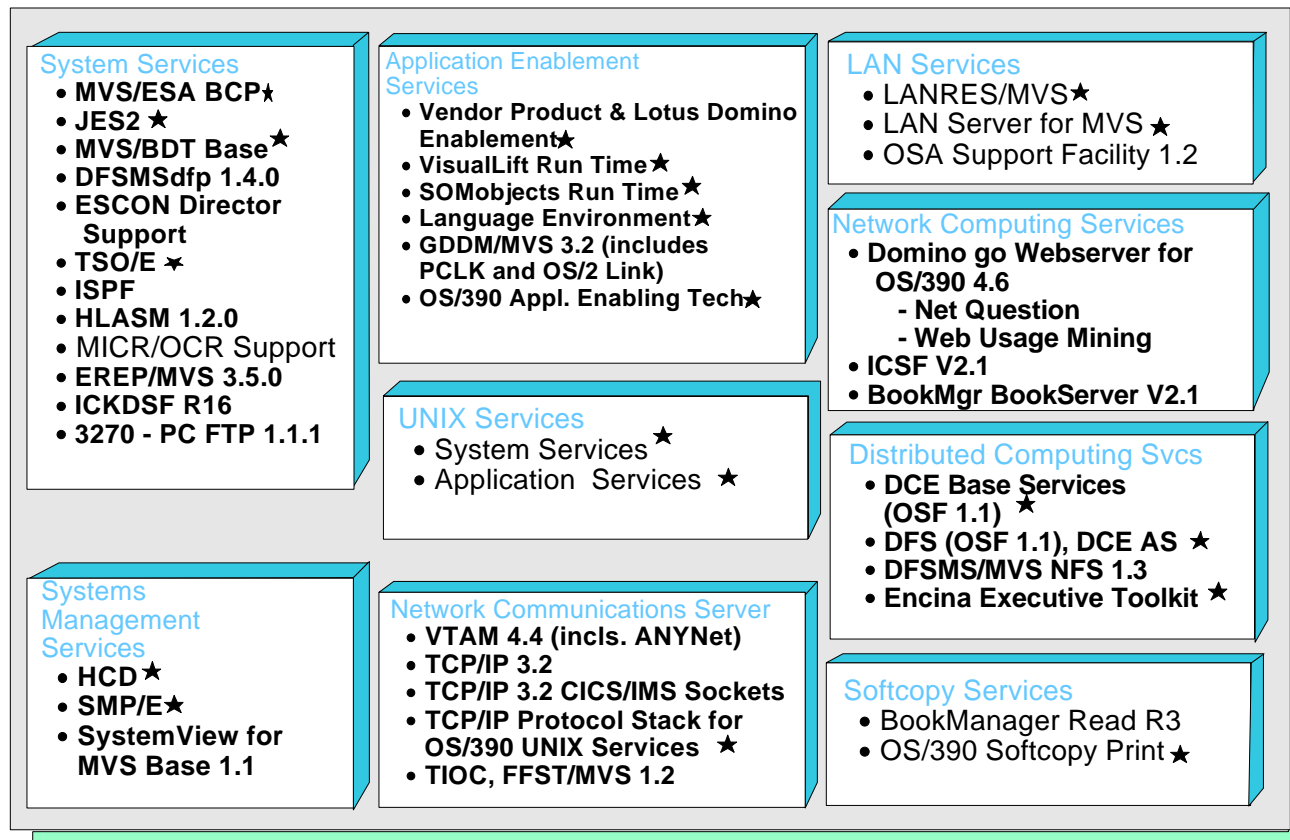 System Services
• MVS/ESA BCP★
• JES2 ★
• MVS/BDT Base★
• DFSMSdfp 1.4.0
• ESCON Director
Support
• TSO/E ★
• ISPF
• HLASM 1.2.0
• MICR/OCR Support
• EREP/MVS 3.5.0
• ICKDSF R16
• 3270 - PC FTP 1.1.1
Systems
Management
Services
• HCD★
• SMP/E★
• SystemView for
MVS Base 1.1
Application Enablement
Services
• Vendor Product & Lotus Domino
Enablement★
• VisualLift Run Time★
• SOMobjects Run Time★
• Language Environment★
• GDDM/MVS 3.2 (includes
PCLK and OS/2 Link)
• OS/390 Appl. Enabling Tech★
UNIX Services
• System Services★
• Application Services ★
Network Communications Server
• VTAM 4.4 (incls. ANYNet)
• TCP/IP 3.2
• TCP/IP 3.2 CICS/IMS Sockets
• TCP/IP Protocol Stack for
OS/390 UNIX Services ★
• TIOC, FFST/MVS 1.2
LAN Services
• LANRES/MVS★
• LAN Server for MVS ★
• OSA Support Facility 1.2
Network Computing Services
• Domino go Webserver for
OS/390 4.6
- Net Question
- Web Usage Mining
• ICSF V2.1
• BookMgr BookServer V2.1
Distributed Computing Svcs
• DCE Base Services
(OSF 1.1) ★
• DFS (OSF 1.1), DCE AS ★
• DFSMS/MVS NFS 1.3
• Encina Executive Toolkit ★
Softcopy Services
• BookManager Read R3
• OS/390 Softcopy Print★